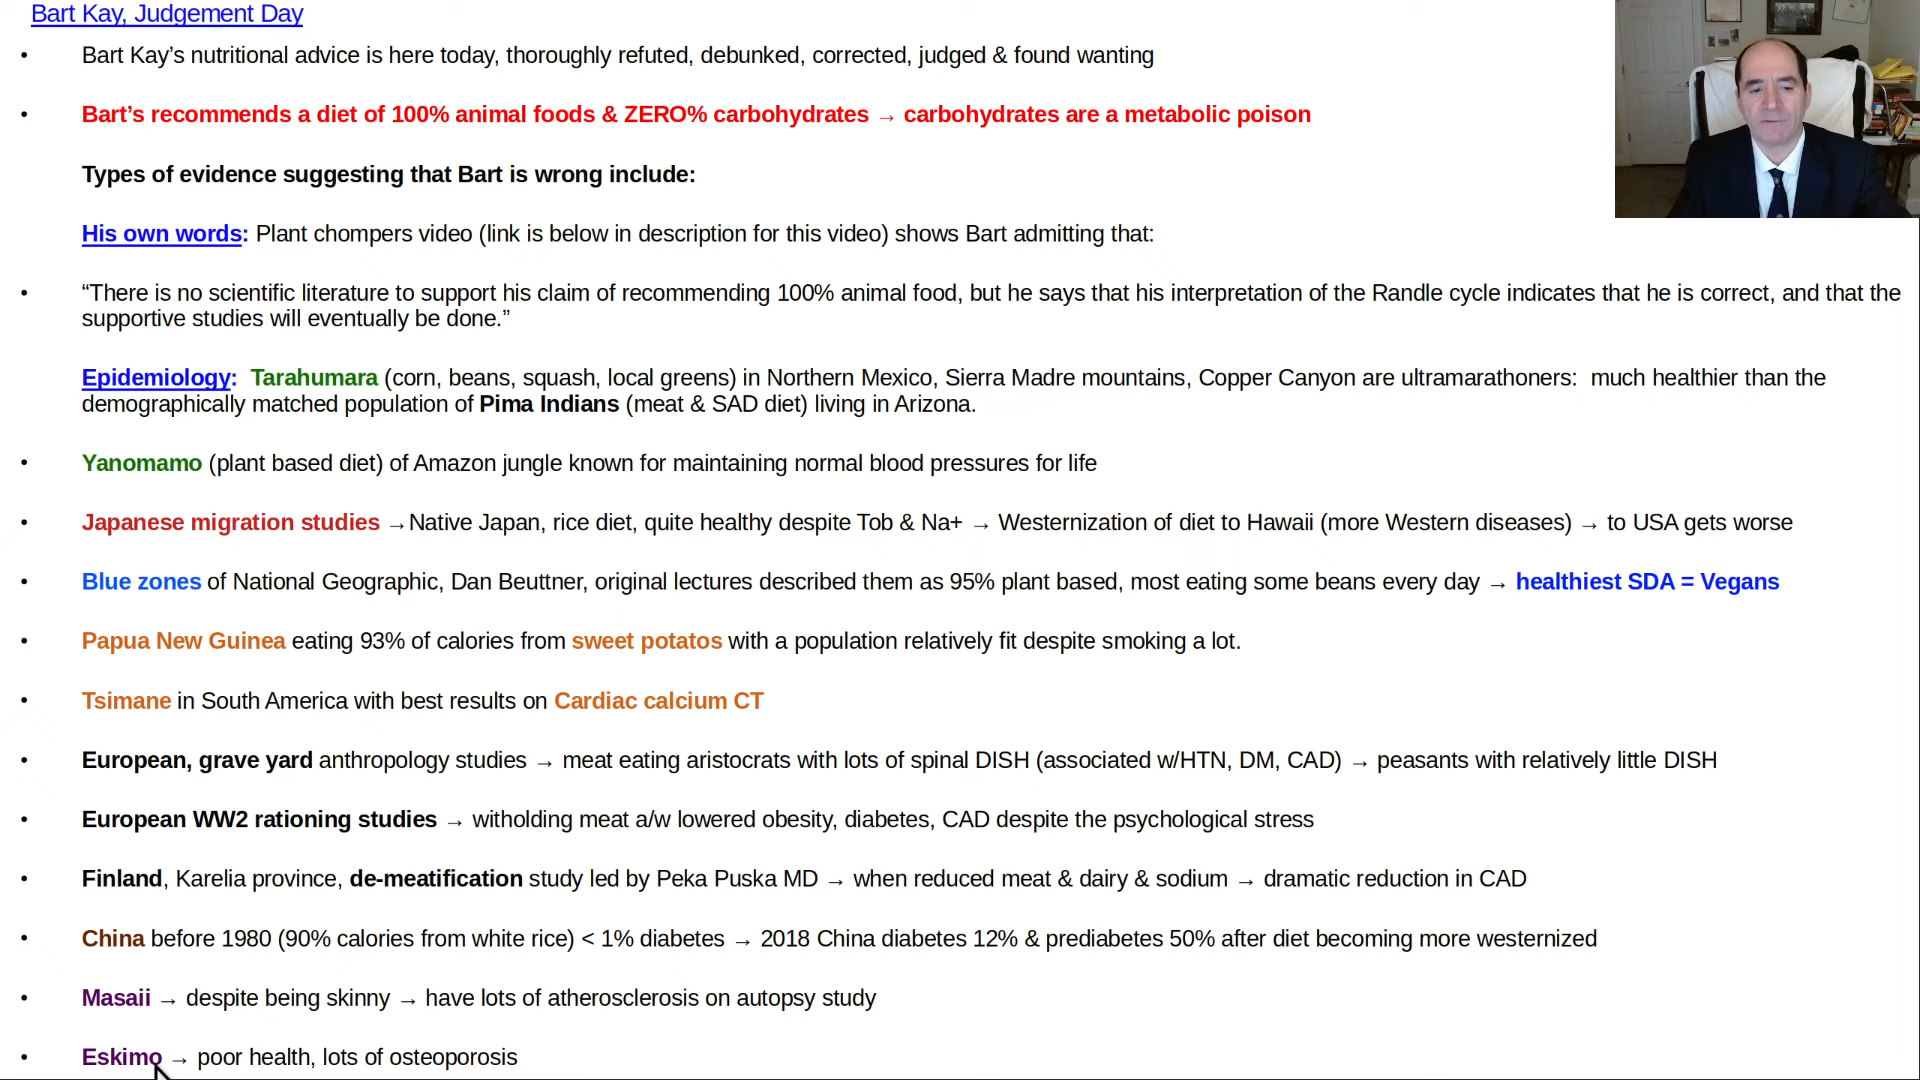 Bart Kay, Judgement Day
• Bart Kay’s nutritional advice is here today, thoroughly refuted, debunked, corrected, judged & found wanting
• Bart’s recommends a diet of 100% animal foods & ZERO% carbohydrates → carbohydrates are a metabolic poison
Types of evidence suggesting that Bart is wrong include:
His own words: Plant chompers video (link is below in description for this video) shows Bart admitting that:
• “There is no scientific literature to support his claim of recommending 100% animal food, but he says that his interpretation of the Randle cycle indicates that he is correct, and that the
supportive studies will eventually be done.”
Epidemiology: Tarahumara (corn, beans, squash, local greens) in Northern Mexico, Sierra Madre mountains, Copper Canyon are ultramarathoners: much healthier than the
demographically matched population of Pima Indians (meat & SAD diet) living in Arizona.
• Yanomamo (plant based diet) of Amazon jungle known for maintaining normal blood pressures for life
• Japanese migration studies →Native Japan, rice diet, quite healthy despite Tob & Na+ → Westernization of diet to Hawaii (more Western diseases) → to USA gets worse
• Blue zones of National Geographic, Dan Beuttner, original lectures described them as 95% plant based, most eating some beans every day → healthiest SDA = Vegans
• Papua New Guinea eating 93% of calories from sweet potatos with a population relatively fit despite smoking a lot.
• Tsimane in South America with best results on Cardiac calcium CT
• European, grave yard anthropology studies → meat eating aristocrats with lots of spinal DISH (associated w/HTN, DM, CAD) → peasants with relatively little DISH
• European WW2 rationing studies → witholding meat a/w lowered obesity, diabetes, CAD despite the psychological stress
• Finland, Karelia province, de-meatification study led by Peka Puska MD → when reduced meat & dairy & sodium → dramatic reduction in CAD
• China before 1980 (90% calories from white rice) < 1% diabetes → 2018 China diabetes 12% & prediabetes 50% after diet becoming more westernized
• Masaii → despite being skinny → have lots of atherosclerosis on autopsy study
• Eskimo → poor health, lots of osteoporosis